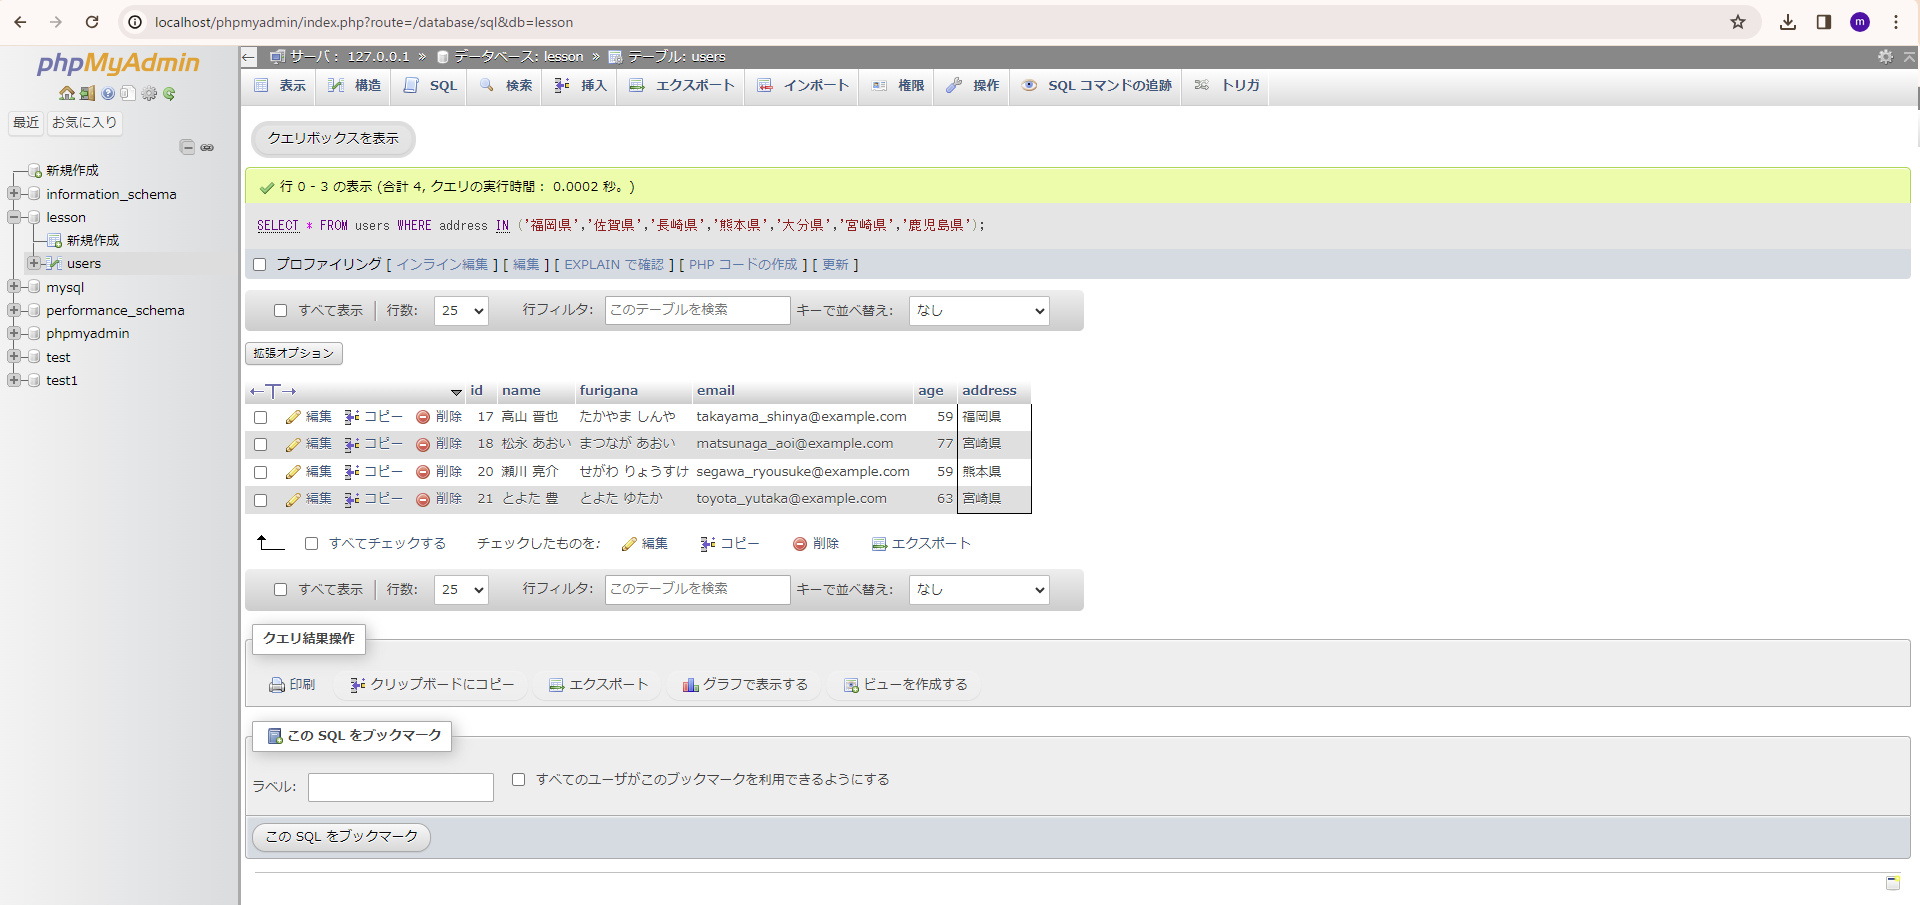 localhost/phpmyadmin/index.php?route=/database/sql&db=lesson
m
phpMyAdmin
最近 お気に入り
新規作成
information_schema
lesson
新規作成
users
mysql
performance_schema
phpmyadmin
test
test1
サーバ： 127.0.0.1 » データベース: lesson » テーブル: users
表示 構造 SQL 検索 挿入 エクスポート インポート 権限 操作 SQL コマンドの追跡 トリガ
クエリボックスを表示
行 0 - 3 の表示 (合計 4, クエリの実行時間： 0.0002 秒。)
SELECT * FROM users WHERE address IN ('福岡県','佐賀県','長崎県','熊本県','大分県','宮崎県','鹿児島県');
プロファイリング [ インライン編集 ] [ 編集 ] [ EXPLAIN で確認 ] [ PHP コードの作成 ] [ 更新 ]
すべて表示 行数: 25 行フィルタ: このテーブルを検索 キーで並べ替え: なし
拡張オプション
←T→ id name furigana email age address
編集 コピー 削除 17 高山 晋也 たかやま しんや takayama_shinya@example.com 59 福岡県
編集 コピー 削除 18 松永 あおい まつなが あおい matsunaga_aoi@example.com 77 宮崎県
編集 コピー 削除 20 瀬川 亮介 せがわ りょうすけ segawa_ryousuke@example.com 59 熊本県
編集 コピー 削除 21 とよた 豊 とよた ゆたか toyota_yutaka@example.com 63 宮崎県
すべてチェックする チェックしたものを: 編集 コピー 削除 エクスポート
すべて表示 行数: 25 行フィルタ: このテーブルを検索 キーで並べ替え: なし
クエリ結果操作
印刷 クリップボードにコピー エクスポート グラフで表示する ビューを作成する
この SQL をブックマーク
ラベル: すべてのユーザがこのブックマークを利用できるようにする
この SQL をブックマーク